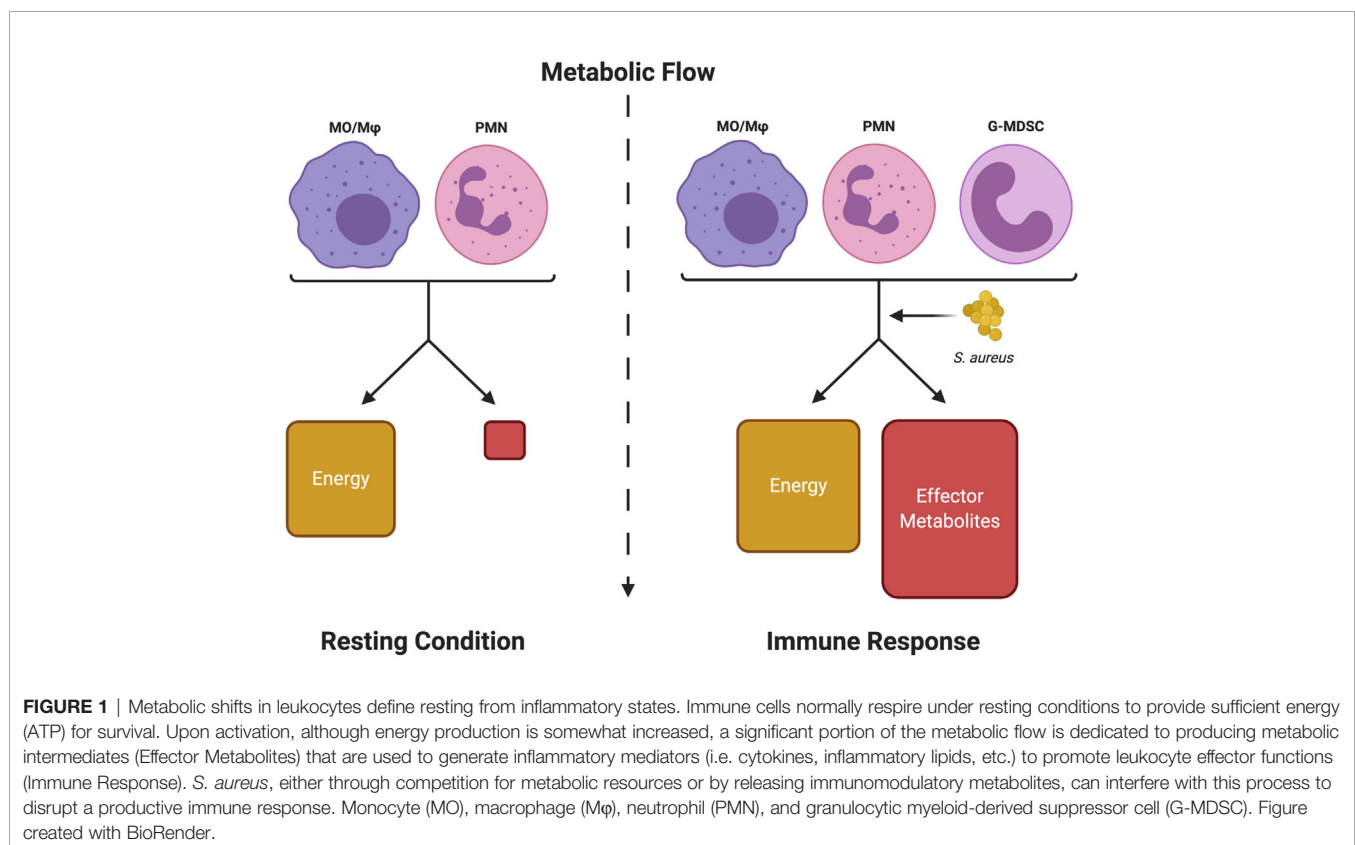 Metabolic Flow
MO/Mφ
PMN
MO/Mφ
PMN
G-MDSC
S. aureus
Energy
Energy
Effector
Metabolites
Resting Condition
Immune Response
FIGURE 1 | Metabolic shifts in leukocytes define resting from inflammatory states. Immune cells normally respire under resting conditions to provide sufficient energy
(ATP) for survival. Upon activation, although energy production is somewhat increased, a significant portion of the metabolic flow is dedicated to producing metabolic
intermediates (Effector Metabolites) that are used to generate inflammatory mediators (i.e. cytokines, inflammatory lipids, etc.) to promote leukocyte effector functions
(Immune Response). S. aureus, either through competition for metabolic resources or by releasing immunomodulatory metabolites, can interfere with this process to
disrupt a productive immune response. Monocyte (MO), macrophage (Mφ), neutrophil (PMN), and granulocytic myeloid-derived suppressor cell (G-MDSC). Figure
created with BioRender.